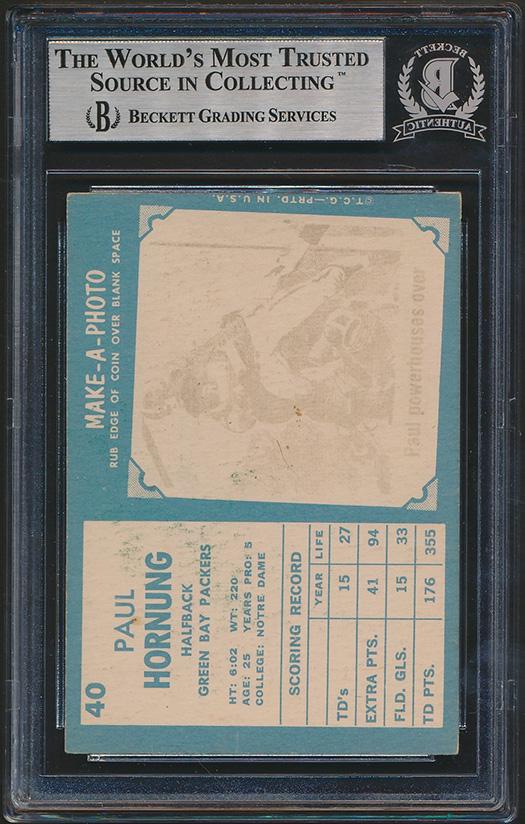 THE WORLD'S MOST TRUSTED
SOURCE IN COLLECTING™
B BECKETT GRADING SERVICES
BECKETT
B
AUTHENTIC
40
PAUL
HORNUNG
HALFBACK
GREEN BAY PACKERS
HT: 6:02 WT: 220
AGE: 25 YEARS PRO: 5
COLLEGE: NOTRE DAME
SCORING RECORD
YEAR LIFE
TD's 15 27
EXTRA PTS. 41 94
FLD. GLS. 15 33
TD PTS. 176 355
MAKE-A-PHOTO
RUB EDGE OF COIN OVER BLANK SPACE
Paul powerhouses over
© T.C.G.—PRTD. IN U.S.A.